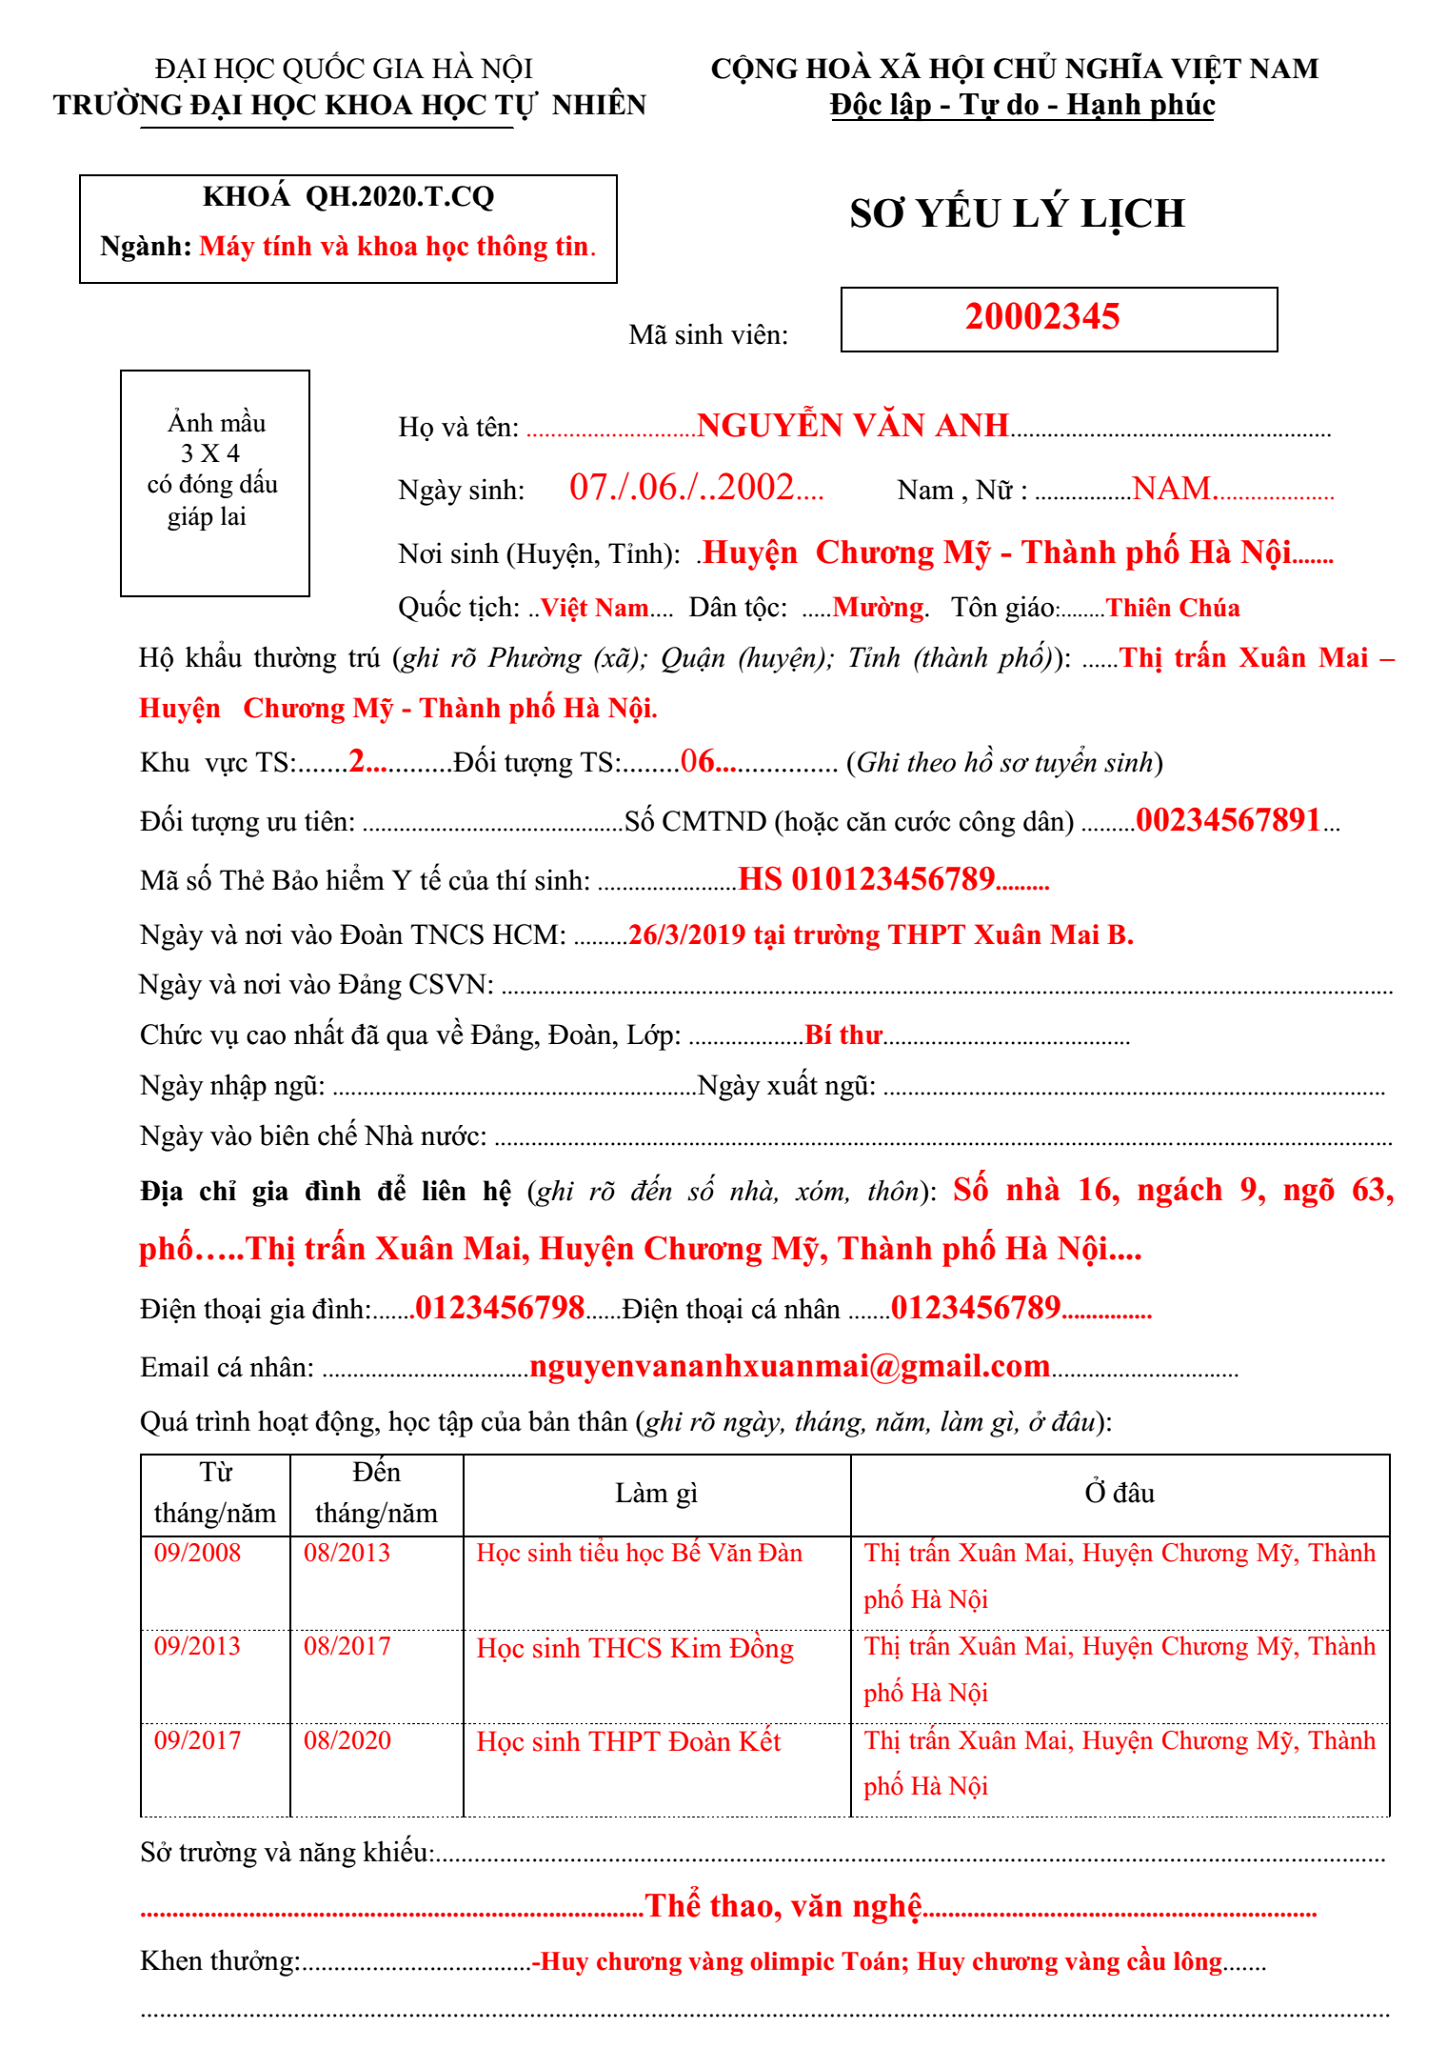 ĐẠI HỌC QUỐC GIA HÀ NỘI
TRƯỜNG ĐẠI HỌC KHOA HỌC TỰ  NHIÊN
CỘNG HOÀ XÃ HỘI CHỦ NGHĨA VIỆT NAM
Độc lập - Tự do - Hạnh phúc
KHOÁ  QH.2020.T.CQ
Ngành: Máy tính và khoa học thông tin.
SƠ YẾU LÝ LỊCH
Mã sinh viên: 20002345
Ảnh mầu
3 X 4
có đóng dấu
giáp lai
Họ và tên: ............................NGUYỄN VĂN ANH.....................................................
Ngày sinh: 07./.06./..2002.... Nam , Nữ : ................NAM....................
Nơi sinh (Huyện, Tỉnh):  .Huyện  Chương Mỹ - Thành phố Hà Nội.......
Quốc tịch: ..Việt Nam....  Dân tộc:  .....Mường.   Tôn giáo:........Thiên Chúa
Hộ khẩu thường trú (ghi rõ Phường (xã); Quận (huyện); Tỉnh (thành phố)): ......Thị trấn Xuân Mai –
Huyện   Chương Mỹ - Thành phố Hà Nội.
Khu  vực TS:.......2............Đối tượng TS:........06................. (Ghi theo hồ sơ tuyển sinh)
Đối tượng ưu tiên: ...........................................Số CMTND (hoặc căn cước công dân) .........00234567891...
Mã số Thẻ Bảo hiểm Y tế của thí sinh: .......................HS 010123456789.........
Ngày và nơi vào Đoàn TNCS HCM: .........26/3/2019 tại trường THPT Xuân Mai B.
Ngày và nơi vào Đảng CSVN: ...................................................................................................................................................
Chức vụ cao nhất đã qua về Đảng, Đoàn, Lớp: ...................Bí thư.........................................
Ngày nhập ngũ: ............................................................Ngày xuất ngũ: ...................................................................................
Ngày vào biên chế Nhà nước: ....................................................................................................................................................
Địa chỉ gia đình để liên hệ (ghi rõ đến số nhà, xóm, thôn): Số nhà 16, ngách 9, ngõ 63,
phố…..Thị trấn Xuân Mai, Huyện Chương Mỹ, Thành phố Hà Nội....
Điện thoại gia đình:.......0123456798......Điện thoại cá nhân .......0123456789...............
Email cá nhân: ..................................nguyenvananhxuanmai@gmail.com...............................
Quá trình hoạt động, học tập của bản thân (ghi rõ ngày, tháng, năm, làm gì, ở đâu):
Từ tháng/năm Đến tháng/năm Làm gì Ở đâu
09/2008 08/2013 Học sinh tiểu học Bế Văn Đàn Thị trấn Xuân Mai, Huyện Chương Mỹ, Thành
phố Hà Nội
09/2013 08/2017 Học sinh THCS Kim Đồng Thị trấn Xuân Mai, Huyện Chương Mỹ, Thành
phố Hà Nội
09/2017 08/2020 Học sinh THPT Đoàn Kết Thị trấn Xuân Mai, Huyện Chương Mỹ, Thành
phố Hà Nội
Sở trường và năng khiếu:....................................................................................................................................................
...............................................................................Thể thao, văn nghệ..............................................................
Khen thưởng:....................................-Huy chương vàng olimpic Toán; Huy chương vàng cầu lông.......
...................................................................................................................................................................................................